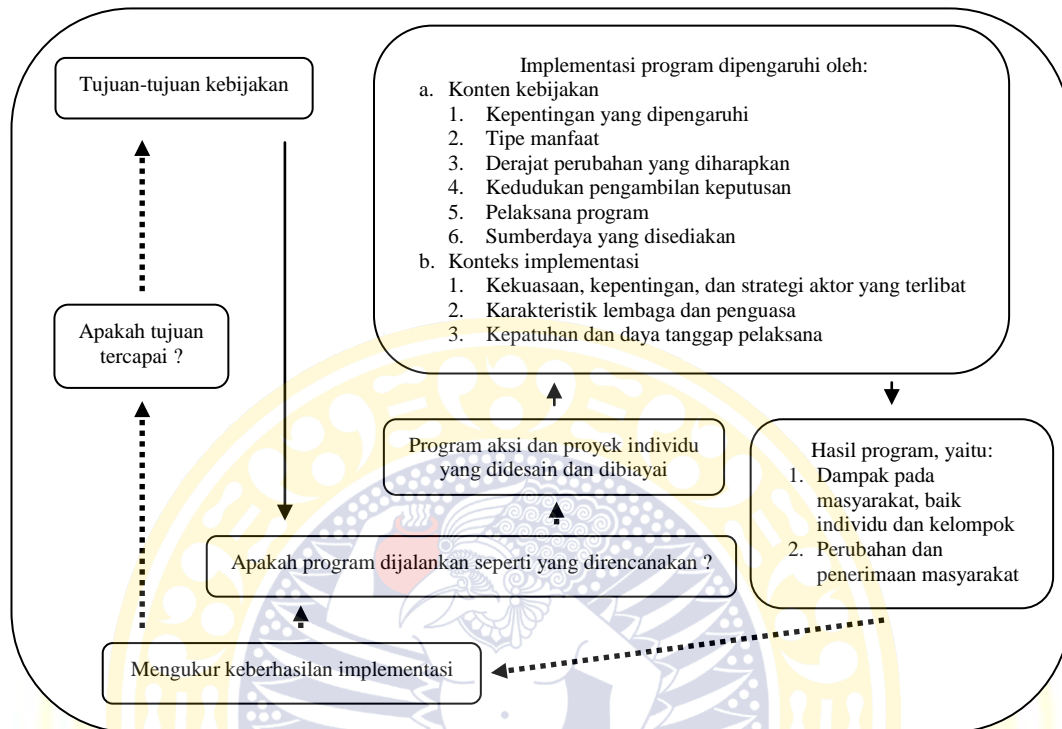 Tujuan-tujuan kebijakan
Implementasi program dipengaruhi oleh:
a. Konten kebijakan
1. Kepentingan yang dipengaruhi
2. Tipe manfaat
3. Derajat perubahan yang diharapkan
4. Kedudukan pengambilan keputusan
5. Pelaksana program
6. Sumberdaya yang disediakan
b. Konteks implementasi
1. Kekuasaan, kepentingan, dan strategi aktor yang terlibat
2. Karakteristik lembaga dan penguasa
3. Kepatuhan dan daya tanggap pelaksana
Apakah tujuan
tercapai ?
Program aksi dan proyek individu
yang didesain dan dibiayai
Hasil program, yaitu:
1. Dampak pada
masyarakat, baik
individu dan kelompok
2. Perubahan dan
penerimaan masyarakat
Apakah program dijalankan seperti yang direncanakan ?
Mengukur keberhasilan implementasi